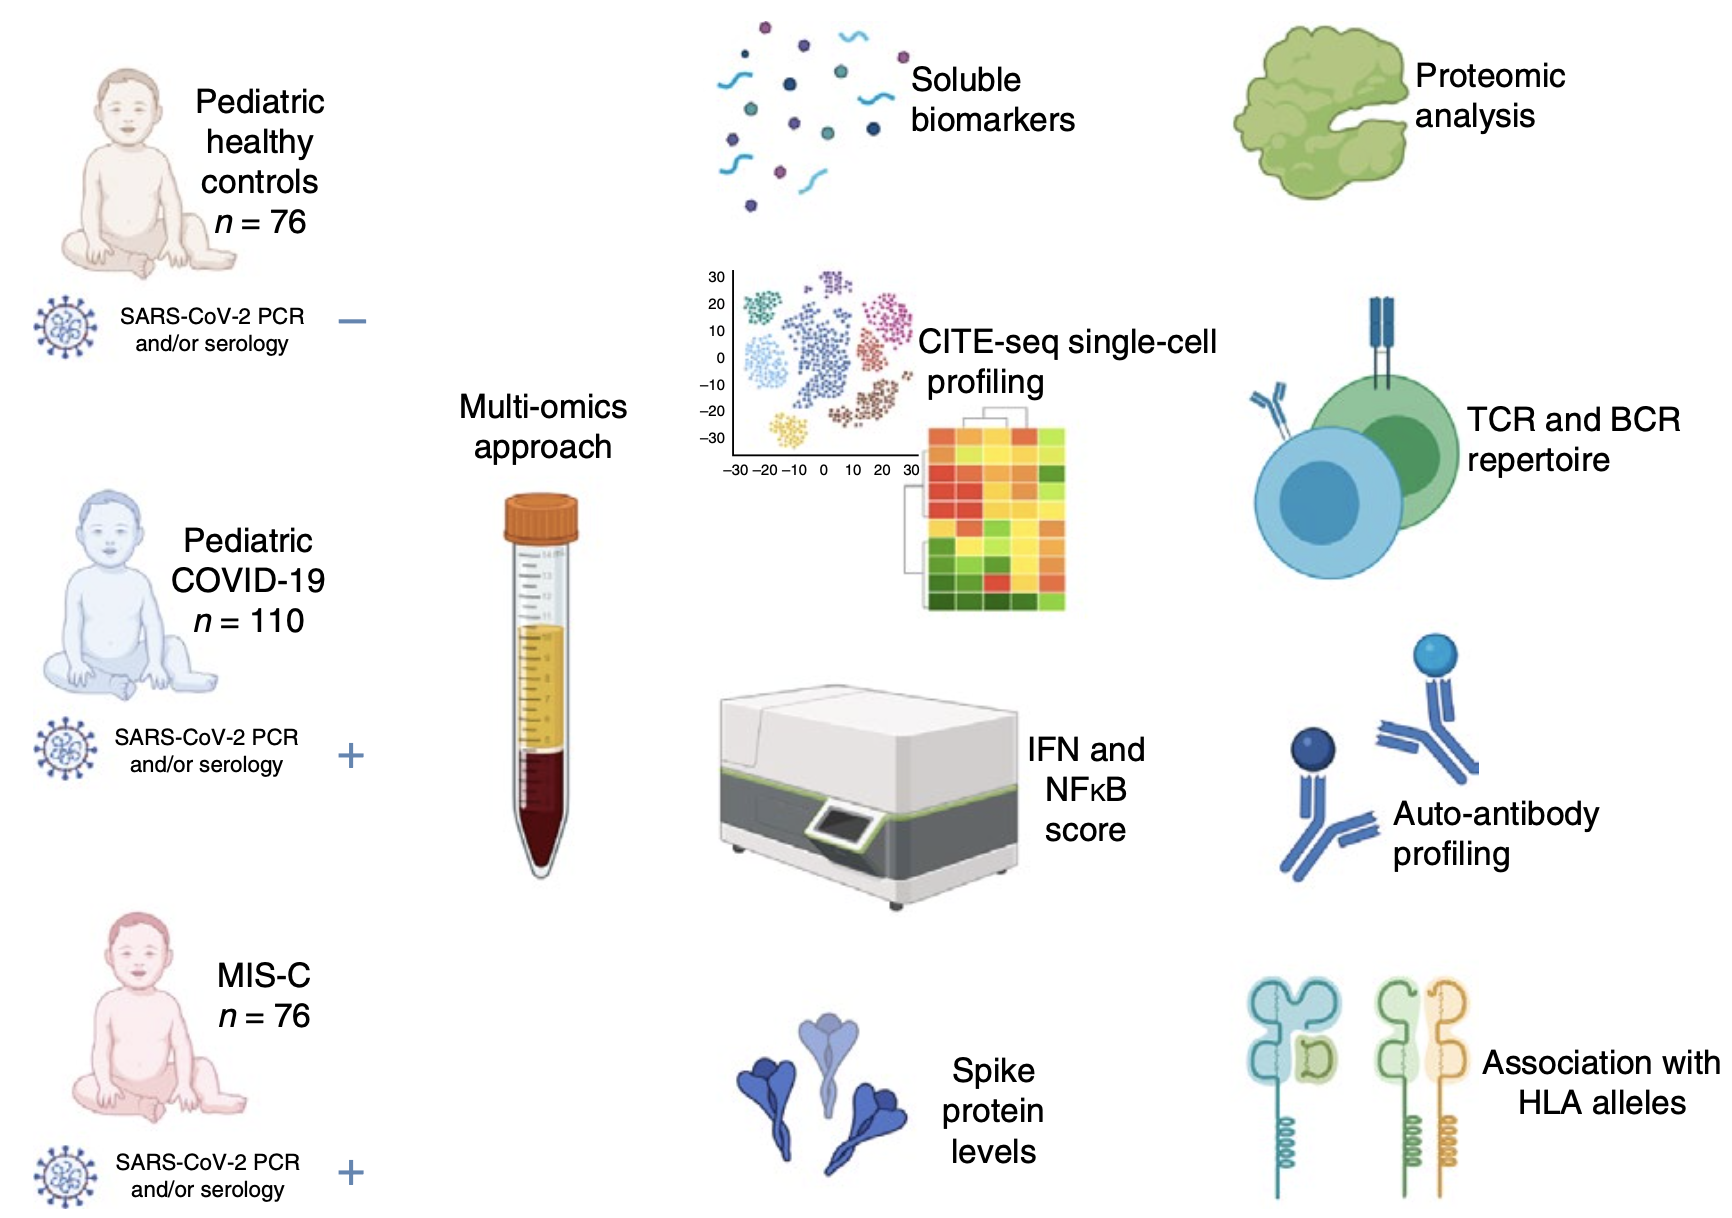 Pediatric
healthy
controls
n = 76
SARS-CoV-2 PCR
and/or serology
−
Pediatric
COVID-19
n = 110
SARS-CoV-2 PCR
and/or serology
+
MIS-C
n = 76
SARS-CoV-2 PCR
and/or serology
+
Multi-omics
approach
Soluble
biomarkers
30
20
10
0
−10
−20
−30
−30 −20 −10 0 10 20 30
CITE-seq single-cell
profiling
IFN and
NFκB
score
Spike
protein
levels
Proteomic
analysis
TCR and BCR
repertoire
Auto-antibody
profiling
Association with
HLA alleles